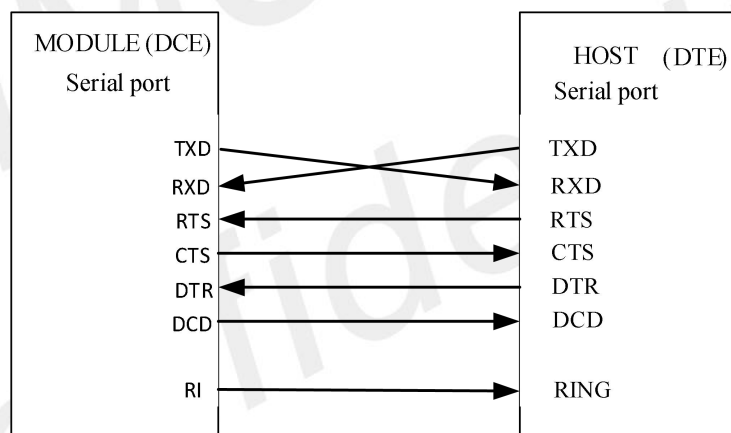 MODULE (DCE)
Serial port
TXD
RXD
RTS
CTS
DTR
DCD
RI
HOST (DTE)
Serial port
TXD
RXD
RTS
CTS
DTR
DCD
RING